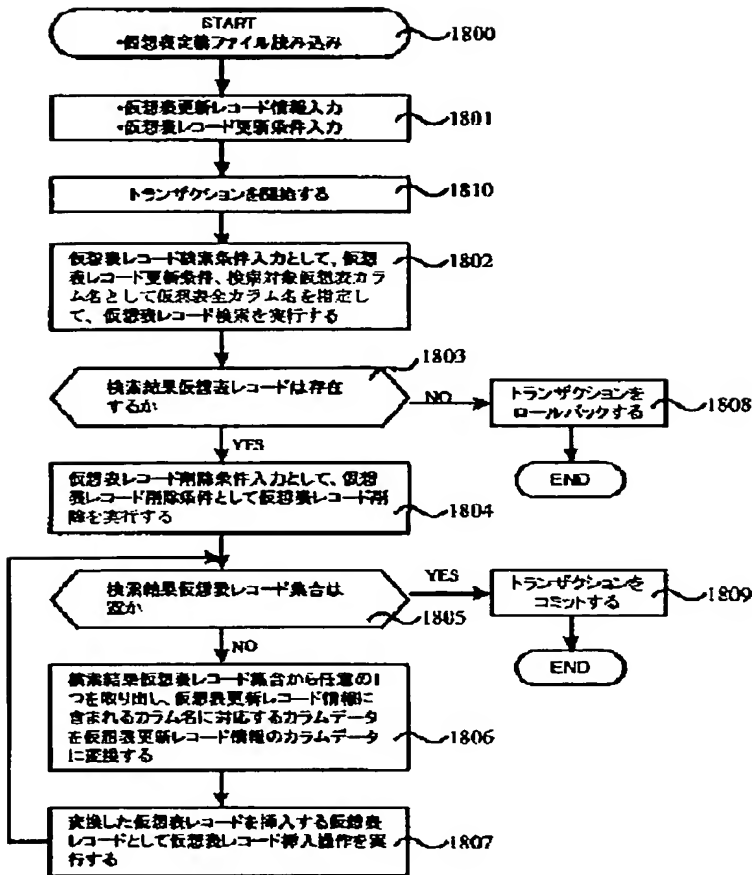 START
・仮想表定義ファイル読み込み
1800
・仮想表更新レコード情報入力
・仮想表レコード更新条件入力
1801
トランザクションを開始する
1810
仮想表レコード検索条件入力として、仮想
表レコード更新条件、検索対象仮想表カラ
ム名として仮想表全カラム名を指定し
て、仮想表レコード検索を実行する
1802
1803
検索結果仮想表レコードは存在
するか
NO
トランザクションを
ロールバックする
1808
END
YES
仮想表レコード削除条件入力として、仮想
表レコード削除条件として仮想表レコード削
除を実行する
1804
検索結果仮想表レコード集合は
空か
1805
YES
トランザクションを
コミットする
1809
END
NO
検索結果仮想表レコード集合から任意の1
つを取り出し、仮想表更新レコード情報に
含まれるカラム名に対応するカラムデータ
を仮想表更新レコード情報のカラムデータ
に変換する
1806
変換した仮想表レコードを挿入する仮想表
レコードとして仮想表レコード挿入操作を実
行する
1807